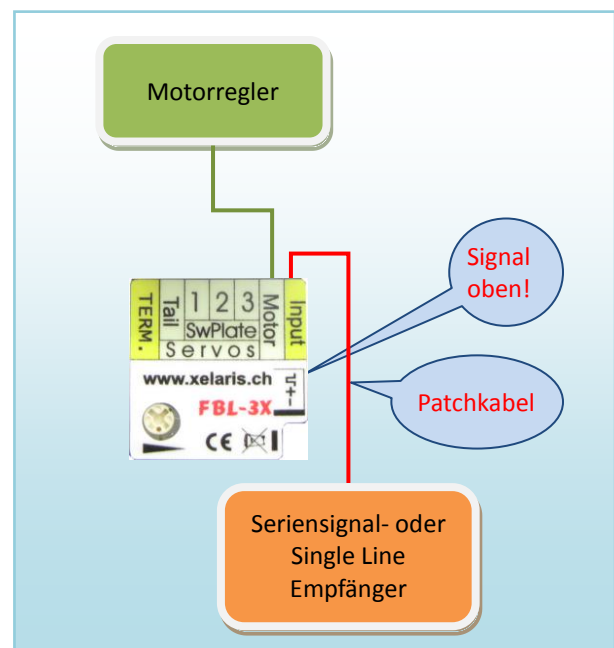 Motorregler
Signal
oben!
TERM.
Tail
1 2 3
Motor
Input
SwPlate
Servos
www.xelaris.ch
FBL-3X
CE
Patchkabel
Seriensignal- oder
Single Line
Empfänger